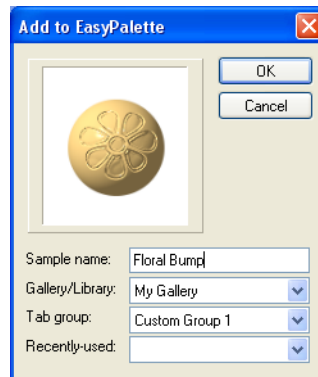 Add to EasyPalette
OK
Cancel
Sample name: Floral Bump
Gallery/Library: My Gallery
Tab group: Custom Group 1
Recently-used: